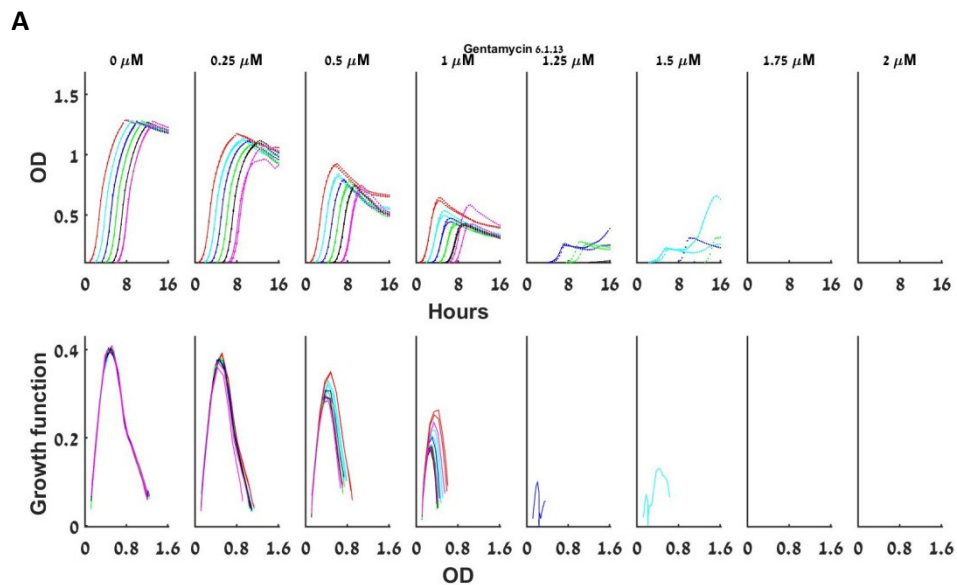 A
Gentamycin 6.1.13
0 μM 0.25 μM 0.5 μM 1 μM 1.25 μM 1.5 μM 1.75 μM 2 μM
OD
1.5
1
0.5
0 8 16 0 8 16 0 8 16 0 8 16 0 8 16 0 8 16 0 8 16 0 8 16
Hours
Growth function
0.4
0.2
0
0 0.8 1.6 0 0.8 1.6 0 0.8 1.6 0 0.8 1.6 0 0.8 1.6 0 0.8 1.6 0 0.8 1.6 0 0.8 1.6
OD